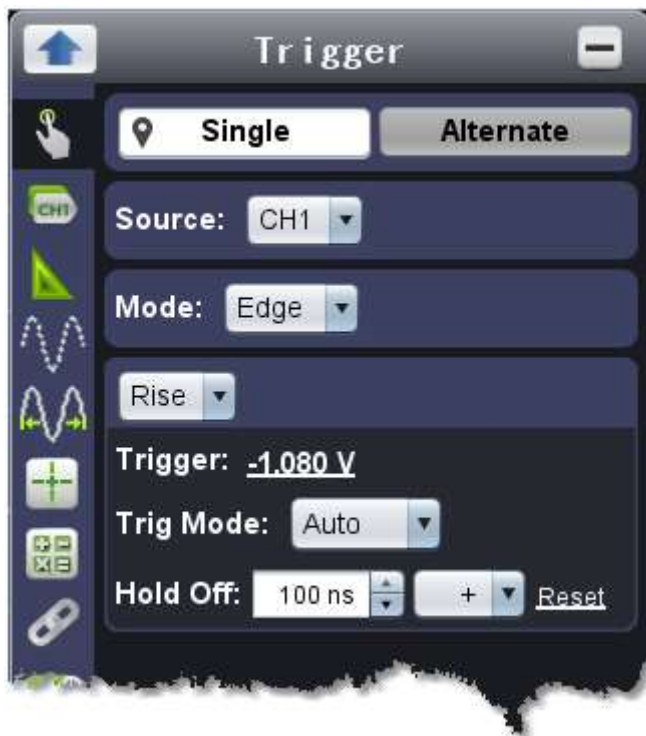 Trigger
Single Alternate
CH1
Source: CH1
Mode: Edge
Rise
Trigger: -1.080 V
Trig Mode: Auto
Hold Off: 100 ns + Reset